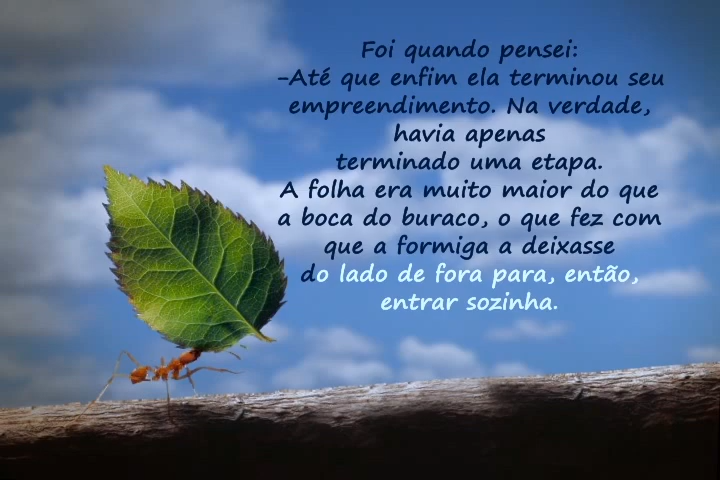 Foi quando pensei:
-Até que enfim ela terminou seu
empreendimento. Na verdade,
havia apenas
terminado uma etapa.
A folha era muito maior do que
a boca do buraco, o que fez com
que a formiga a deixasse
do lado de fora para, então,
entrar sozinha.